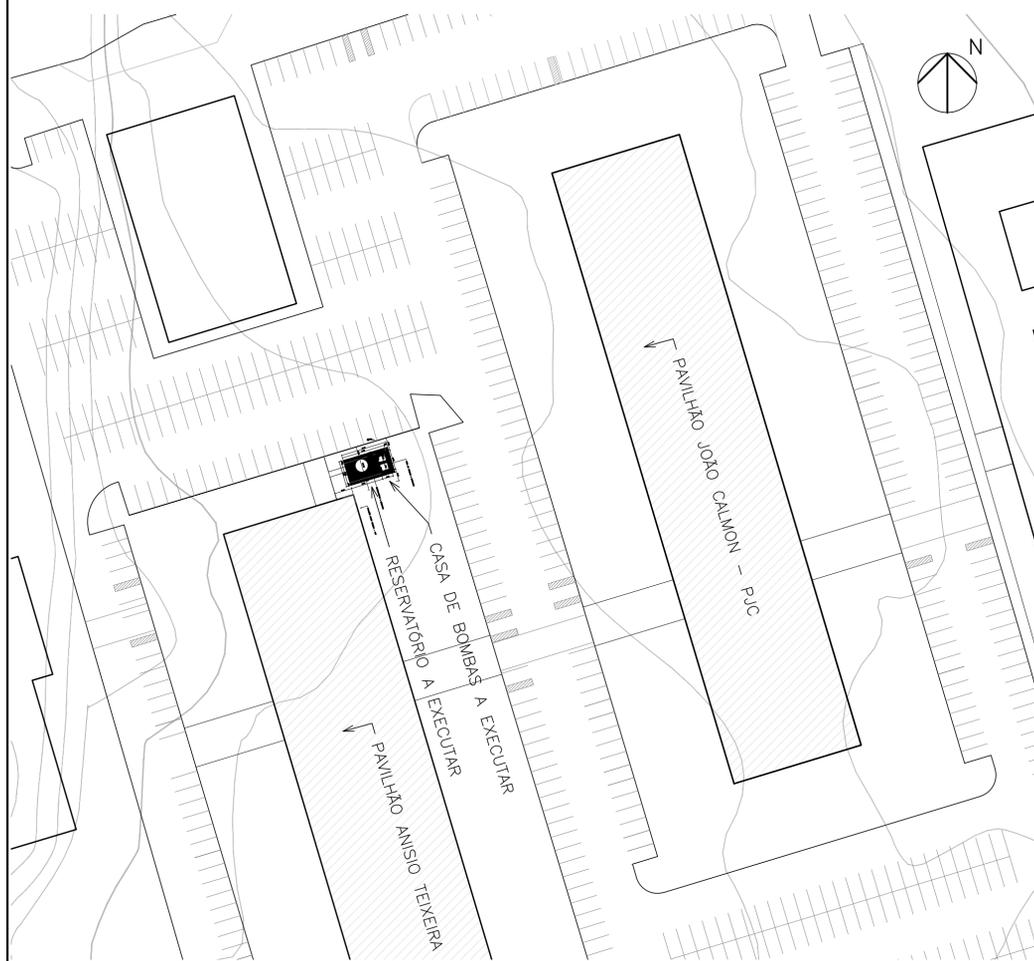 N
PAVILHÃO JOÃO CALMON – PJC
CASA DE BOMBAS A EXECUTAR
RESERVATÓRIO A EXECUTAR
PAVILHÃO ANISIO TEIXEIRA